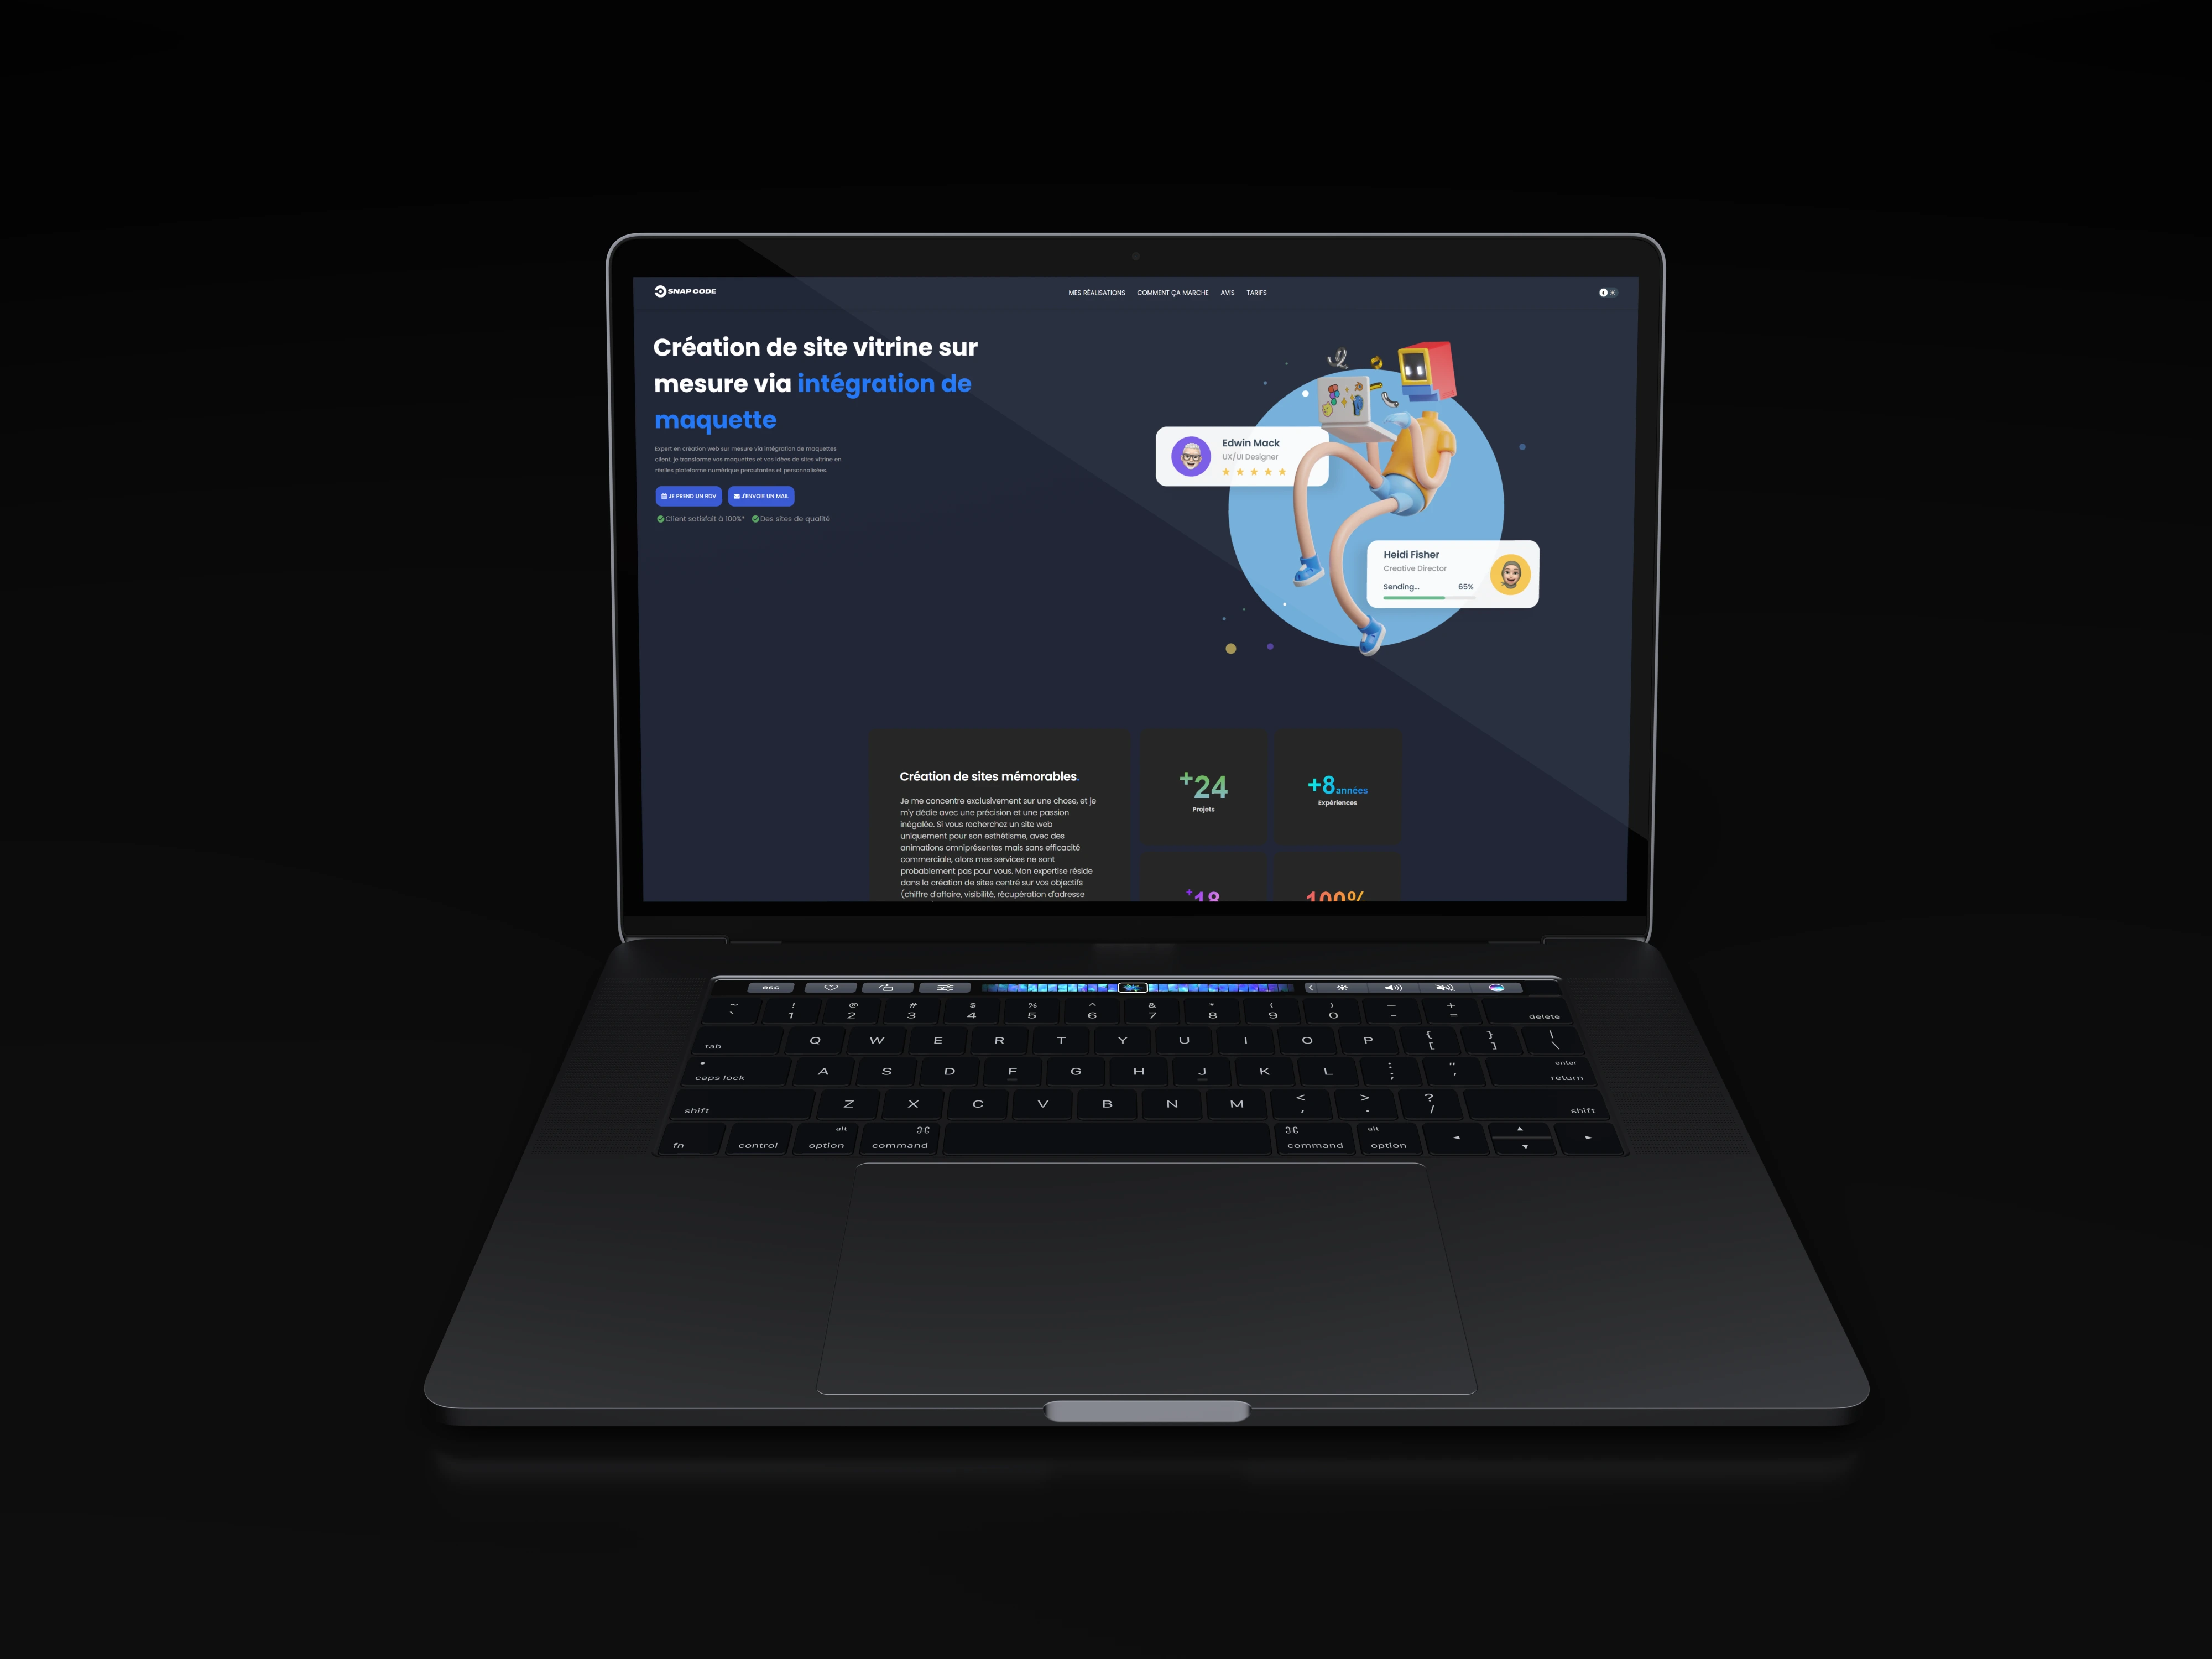 SNAP CODE
MES RÉALISATIONS COMMENT ÇA MARCHE AVIS TARIFS
Création de site vitrine sur
mesure via intégration de
maquette
Expert en création web sur mesure via intégration de maquettes
client, je transforme vos maquettes et vos idées de sites vitrine en
réelles plateforme numérique percutantes et personnalisées.
JE PREND UN RDV J'ENVOIE UN MAIL
Client satisfait à 100%* Des sites de qualité
Edwin Mack
UX/UI Designer
Heidi Fisher
Creative Director
Sending... 65%
Création de sites mémorables.
Je me concentre exclusivement sur une chose, et je
m'y dédie avec une précision et une passion
inégalée. Si vous recherchez un site web
uniquement pour son esthétisme, avec des
animations omniprésentes mais sans efficacité
commerciale, alors mes services ne sont
probablement pas pour vous. Mon expertise réside
dans la création de sites centré sur vos objectifs
(chiffre d'affaire, visibilité, récupération d'adresse
+24
Projets
+8années
Expériences
+18
100%
esc
~ ! @ # $ % ^ & * ( ) — +
` 1 2 3 4 5 6 7 8 9 0 - = delete
tab Q W E R T Y U I O P { [ } ] | \
caps lock A S D F G H J K L : ; " ' enter return
shift Z X C V B N M < , > . ? / shift
fn control alt option ⌘ command ⌘ command alt option